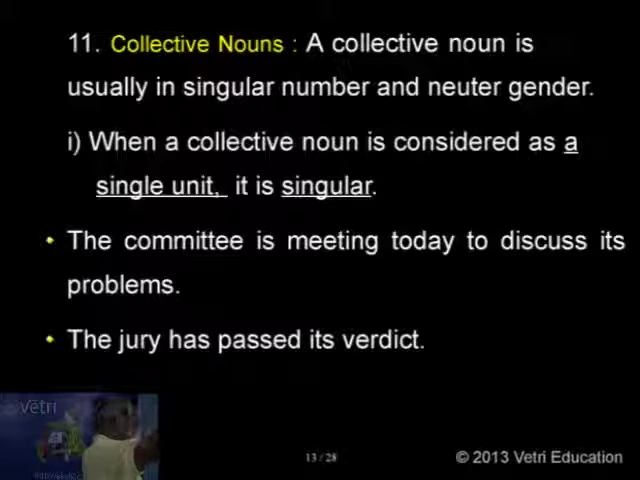 11. Collective Nouns : A collective noun is
usually in singular number and neuter gender.
i) When a collective noun is considered as a
single unit, it is singular.
• The committee is meeting today to discuss its
problems.
• The jury has passed its verdict.
vētri
13 / 28
© 2013 Vetri Education